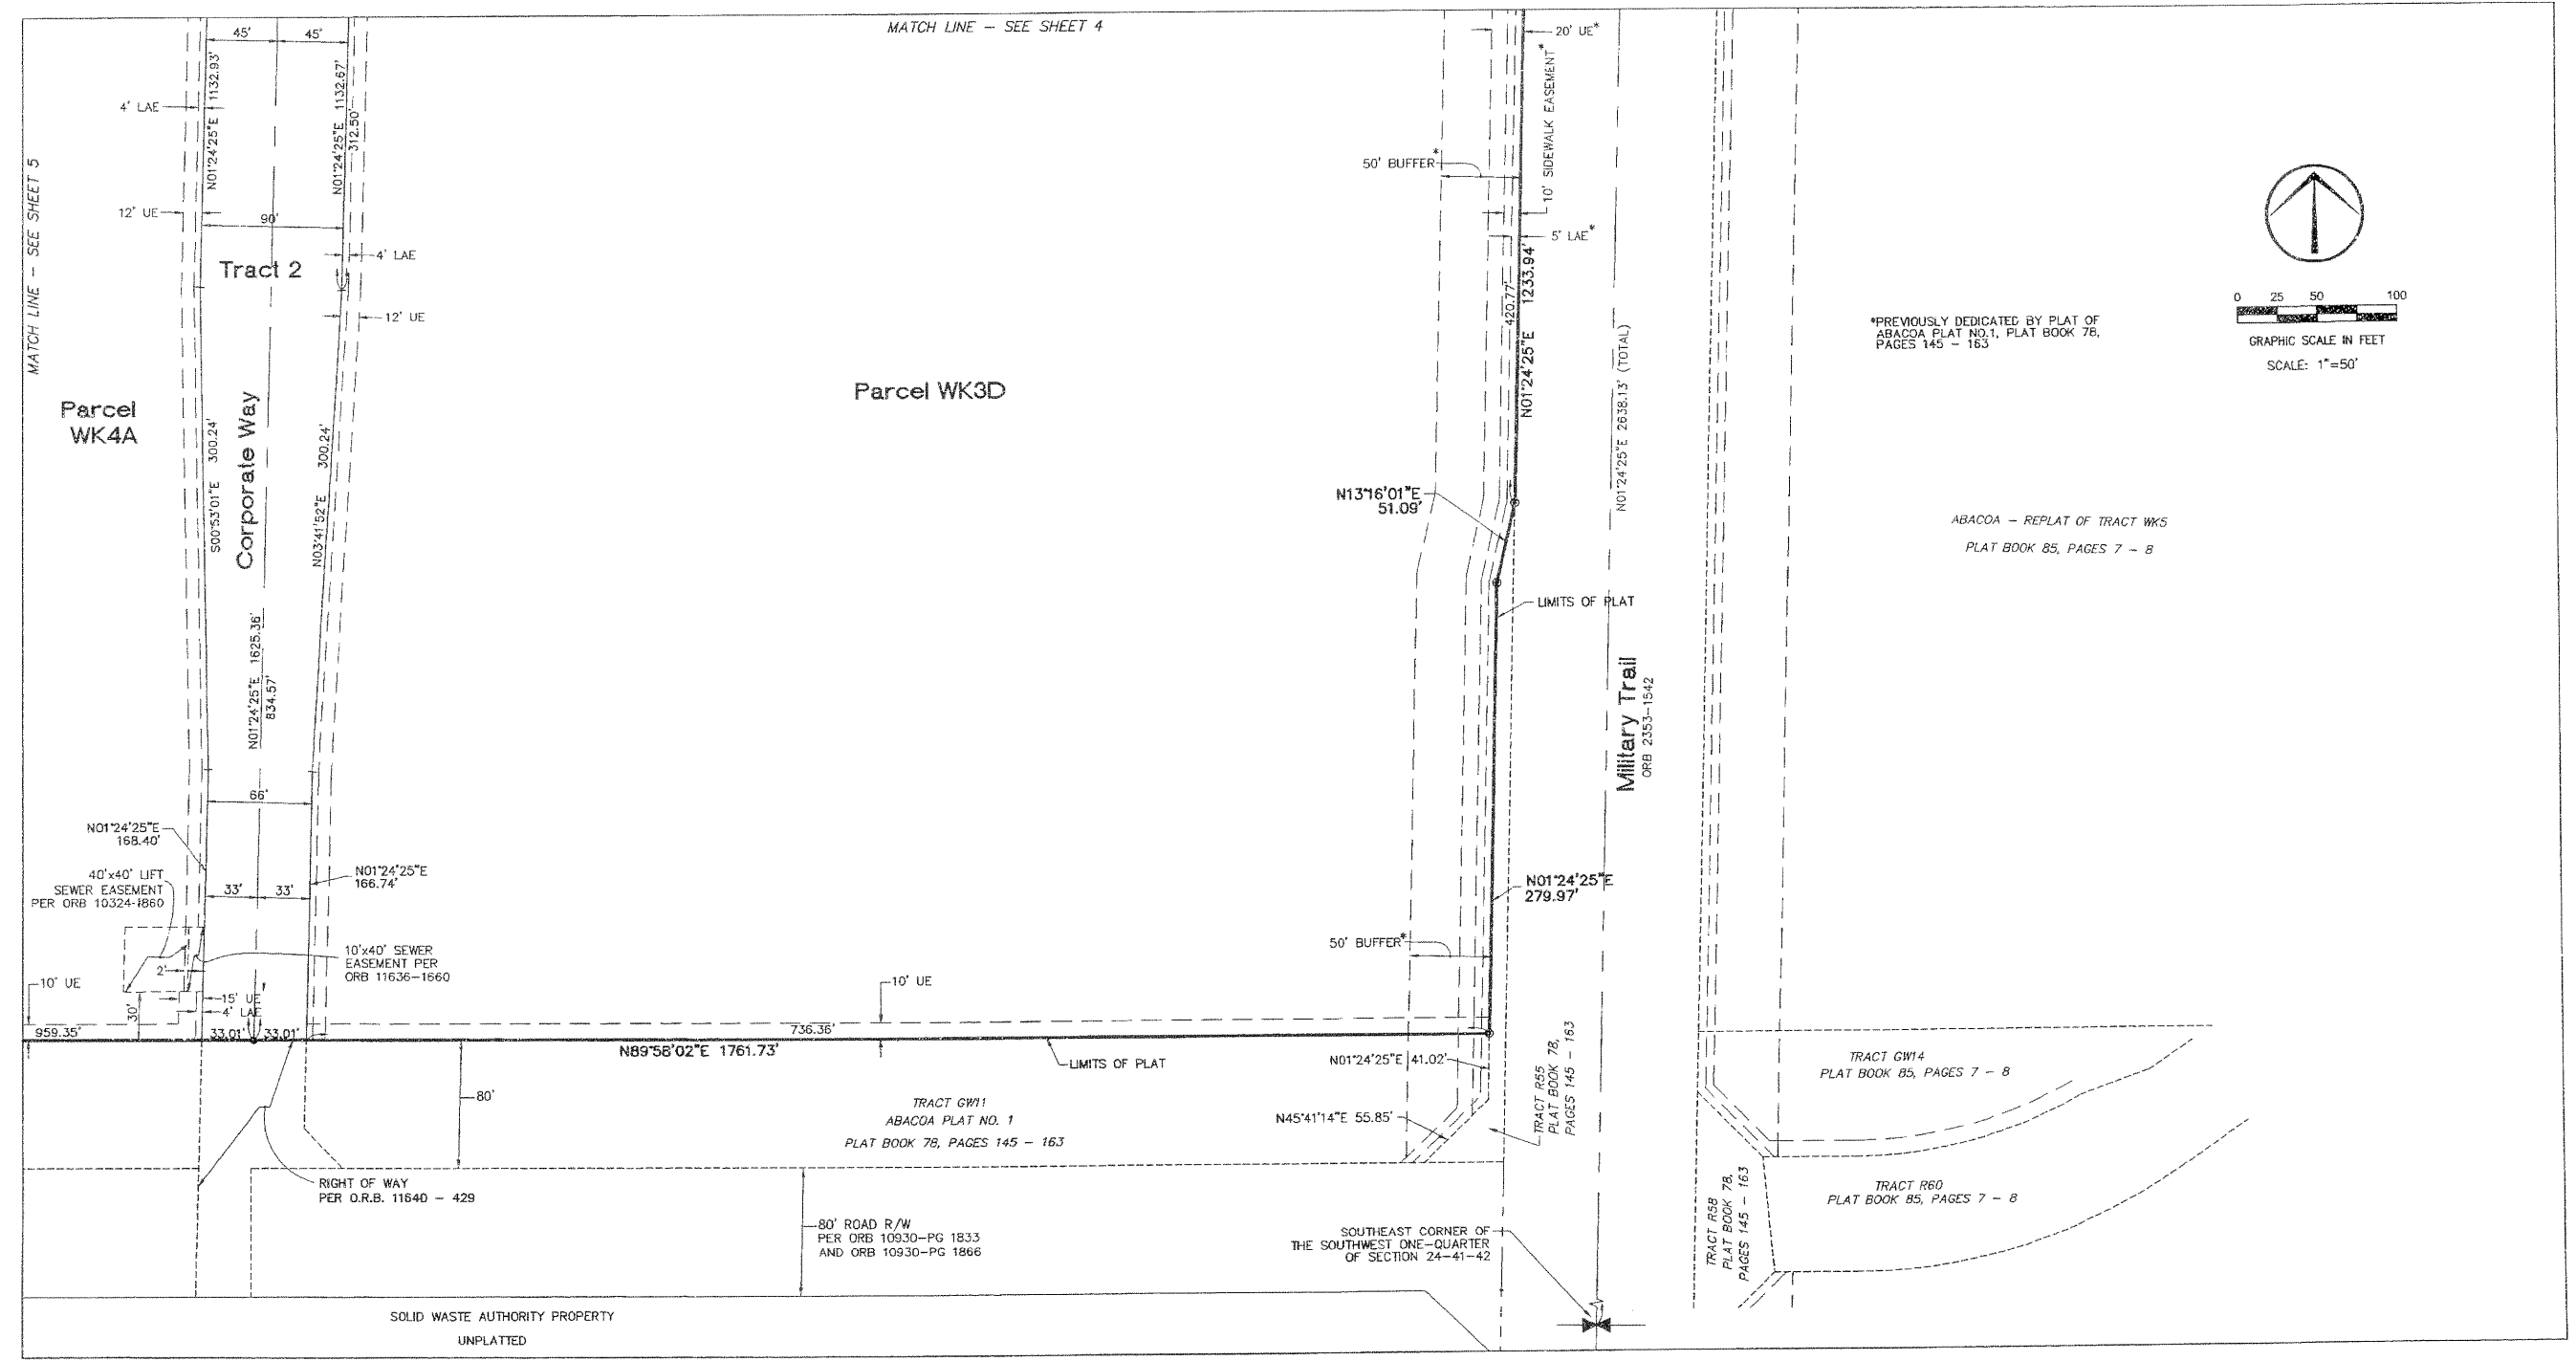 MATCH LINE - SEE SHEET 4
MATCH LINE - SEE SHEET 5
45'
45'
N01°24'25"E 1132.93'
N01°24'25"E 1132.67'
312.50'
4' LAE
12' UE
90'
Tract 2
4' LAE
12' UE
Parcel
WK4A
S00°53'01"E 300.24'
Corporate Way
N03°41'52"E 300.24'
N01°24'25"E 1625.36'
834.57'
66'
N01°24'25"E
168.40'
40'x40' LIFT
SEWER EASEMENT
PER ORB 10324-1860
33'
33'
N01°24'25"E
166.74'
10'x40' SEWER
EASEMENT PER
ORB 11636-1660
2'
10' UE
30'
15' UE
4' LAE
959.35'
33.01'
33.01'
Parcel WK3D
10' UE
736.36'
N89°58'02"E 1761.73'
LIMITS OF PLAT
80'
TRACT GW11
ABACOA PLAT NO. 1
PLAT BOOK 78, PAGES 145 - 163
RIGHT OF WAY
PER O.R.B. 11640 - 429
80' ROAD R/W
PER ORB 10930-PG 1833
AND ORB 10930-PG 1866
SOLID WASTE AUTHORITY PROPERTY
UNPLATTED
20' UE*
10' SIDEWALK EASEMENT*
50' BUFFER*
5' LAE*
420.77'
N01°24'25"E 1233.94'
N13°16'01"E
51.09'
LIMITS OF PLAT
N01°24'25"E 2638.13' (TOTAL)
Military Trail
ORB 2353-1542
N01°24'25"E
279.97'
50' BUFFER*
N01°24'25"E 41.02'
N45°41'14"E 55.85'
TRACT R55
PLAT BOOK 78,
PAGES 145 - 163
SOUTHEAST CORNER OF
THE SOUTHWEST ONE-QUARTER
OF SECTION 24-41-42
TRACT R58
PLAT BOOK 78,
PAGES 145 - 163
*PREVIOUSLY DEDICATED BY PLAT OF
ABACOA PLAT NO.1, PLAT BOOK 78,
PAGES 145 - 163
0 25 50 100
GRAPHIC SCALE IN FEET
SCALE: 1"=50'
ABACOA - REPLAT OF TRACT WK5
PLAT BOOK 85, PAGES 7 - 8
TRACT GW14
PLAT BOOK 85, PAGES 7 - 8
TRACT R60
PLAT BOOK 85, PAGES 7 - 8